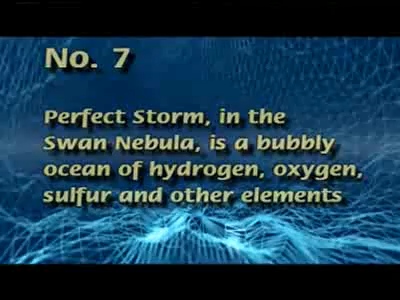 No. 7
Perfect Storm, in the
Swan Nebula, is a bubbly
ocean of hydrogen, oxygen,
sulfur and other elements